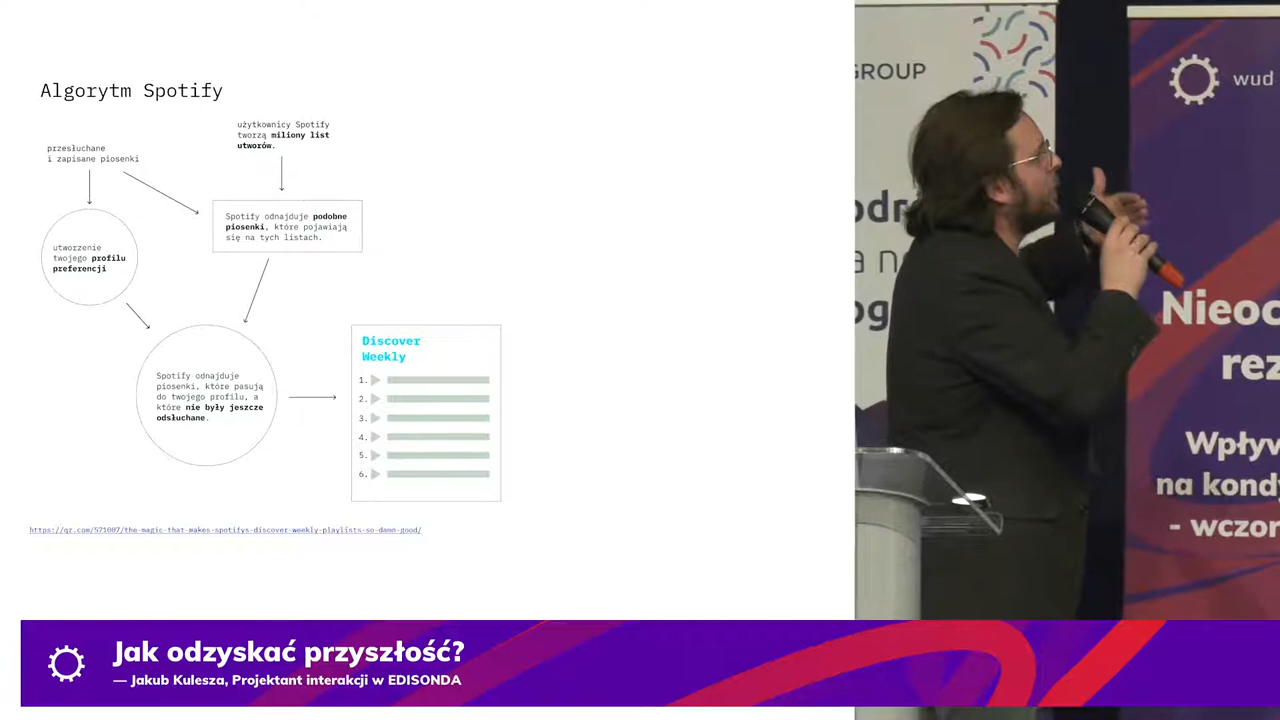 Algorytm Spotify
użytkownicy Spotify
tworzą miliony list
utworów.
przesłuchane
i zapisane piosenki
Spotify odnajduje podobne
piosenki, które pojawiają
się na tych listach.
utworzenie
twojego profilu
preferencji
Spotify odnajduje
piosenki, które pasują
do twojego profilu, a
które nie były jeszcze
odsłuchane.
Discover
Weekly
1.
2.
3.
4.
5.
6.
https://qz.com/571007/the-magic-that-makes-spotifys-discover-weekly-playlists-so-damn-good/
GROUP
wud
odr
a n
og
Nieoc
rez
Wpływ
na kondy
- wczor
Jak odzyskać przyszłość?
— Jakub Kulesza, Projektant interakcji w EDISONDA